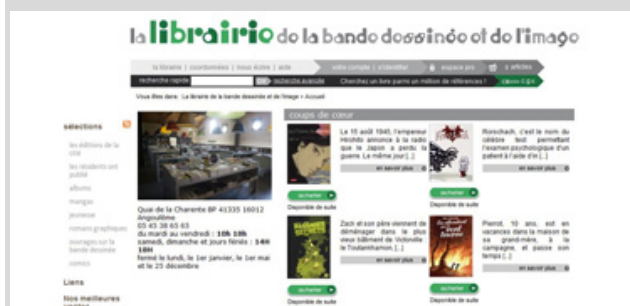 la librairie de la bande dessinée et de l'image
la librairie | coordonnées | nous écrire | aide
votre compte | s'identifier
espace pro
0 articles
recherche rapide
recherche avancée
Cherchez un livre parmi un million de références !
Vous êtes dans : La librairie de la bande dessinée et de l'image > Accueil
sélections
les éditions de la
cité
les résidents ont
publié
albums
mangas
jeunesse
romans graphiques
ouvrages sur la
bande dessinée
comics
Liens
Nos meilleures
ventes
Quai de la Charente BP 41335 16012
Angoulême
05 45 38 65 65
du mardi au vendredi : 10h 18h
samedi, dimanche et jours fériés : 14H
18H
fermé le lundi, le 1er janvier, le 1er mai
et le 25 décembre
coups de cœur
Le 15 août 1945, l'empereur
Hirohito annonce à la radio
que le Japon a perdu la
guerre. Le même jour [..]
en savoir plus
acheter
Disponible de suite
Rorschach, c'est le nom du
célèbre test permettant
l'examen psychologique d'un
patient à l'aide d'in [..]
en savoir plus
acheter
Disponible de suite
Zach et son père viennent de
déménager dans le plus
vieux bâtiment de Victorville
le Toutankhamon. [..]
en savoir plus
acheter
Disponible de suite
Pierrot, 10 ans, est en
vacances dans la maison de
sa grand-mère, à la
campagne, et passe son
temps [..]
en savoir plus
acheter
Disponible de suite